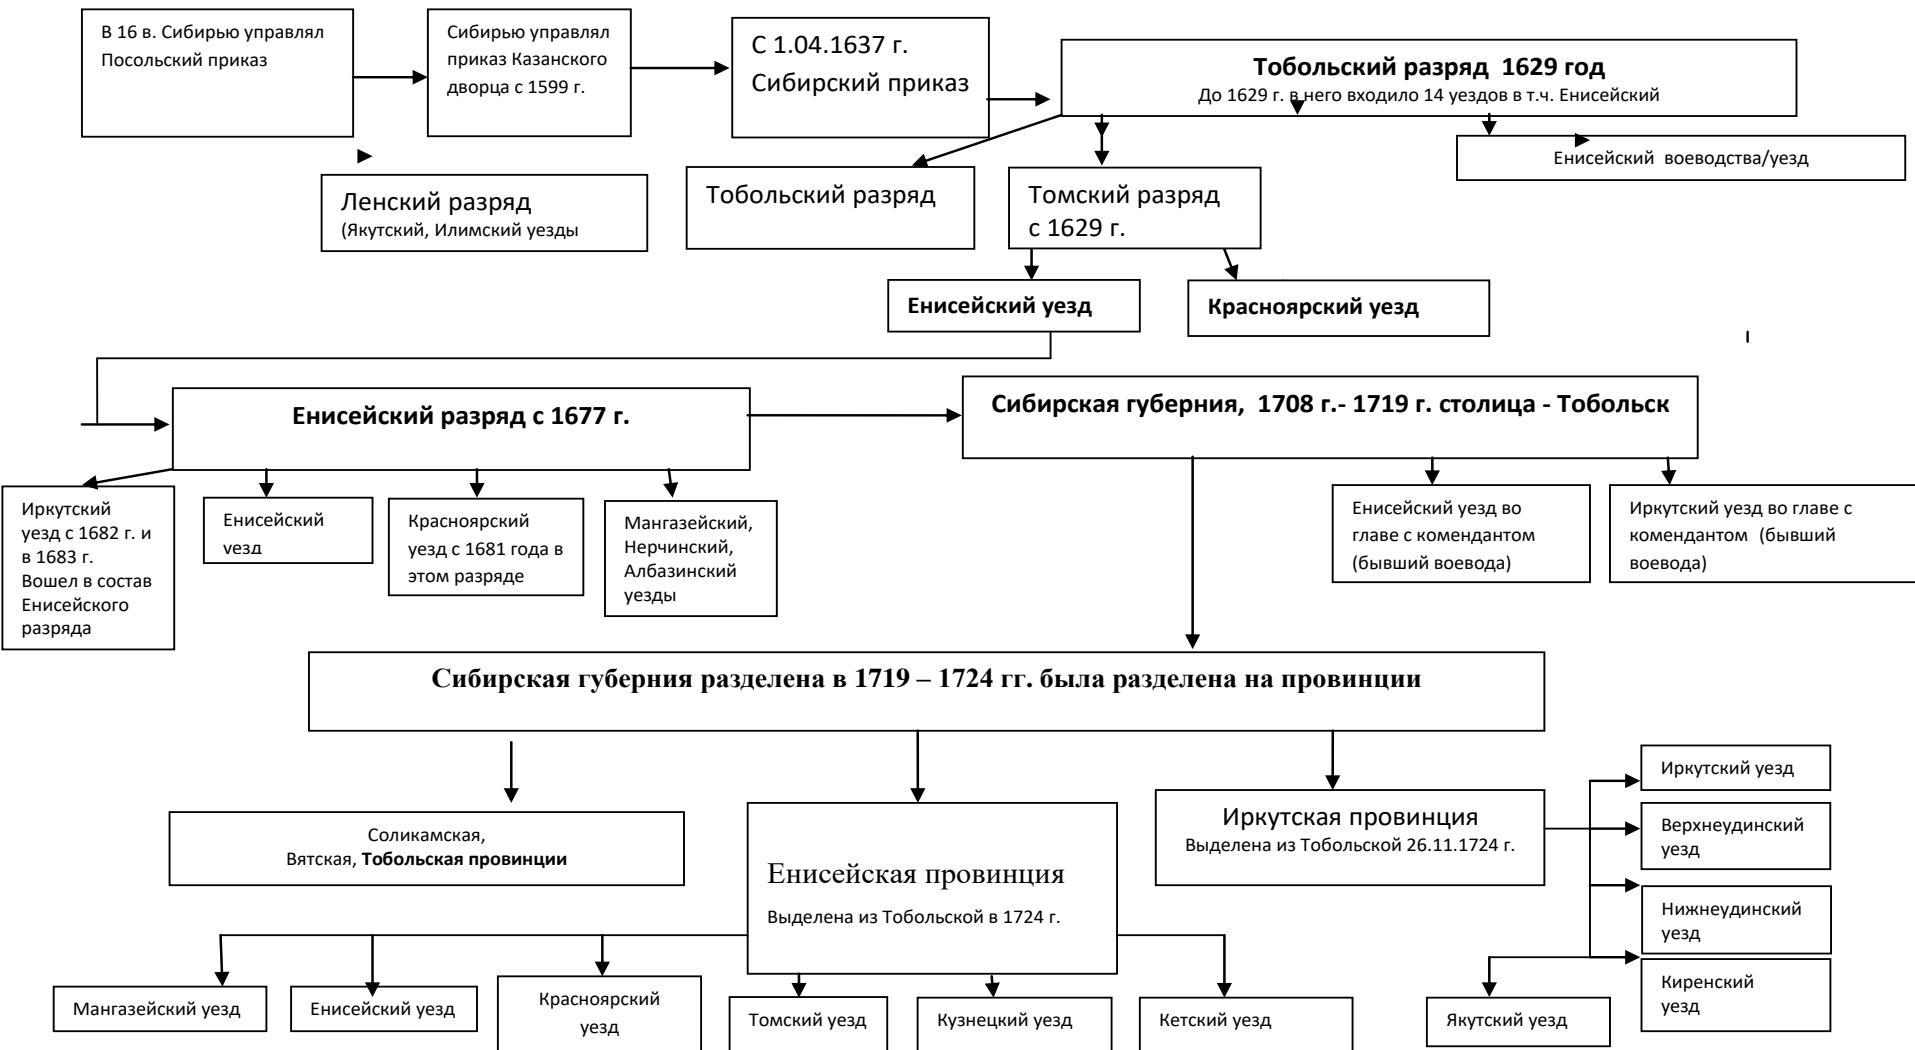 В 16 в. Сибирью управлял
Посольский приказ
Сибирью управлял
приказ Казанского
дворца с 1599 г.
С 1.04.1637 г.
Сибирский приказ
Тобольский разряд 1629 год
До 1629 г. в него входило 14 уездов в т.ч. Енисейский
Енисейский воеводства/уезд
Ленский разряд
(Якутский, Илимский уезды
Тобольский разряд
Томский разряд
с 1629 г.
Енисейский уезд
Красноярский уезд
Енисейский разряд с 1677 г.
Сибирская губерния, 1708 г.- 1719 г. столица - Тобольск
Иркутский
уезд с 1682 г. и
в 1683 г.
Вошел в состав
Енисейского
разряда
Енисейский
уезд
Красноярский
уезд с 1681 года в
этом разряде
Мангазейский,
Нерчинский,
Албазинский
уезды
Енисейский уезд во
главе с комендантом
(бывший воевода)
Иркутский уезд во главе с
комендантом (бывший
воевода)
Сибирская губерния разделена в 1719 – 1724 гг. была разделена на провинции
Соликамская,
Вятская, Тобольская провинции
Енисейская провинция
Выделена из Тобольской в 1724 г.
Иркутская провинция
Выделена из Тобольской 26.11.1724 г.
Иркутский уезд
Верхнеудинский
уезд
Нижнеудинский
уезд
Киренский
уезд
Мангазейский уезд
Енисейский уезд
Красноярский
уезд
Томский уезд
Кузнецкий уезд
Кетский уезд
Якутский уезд